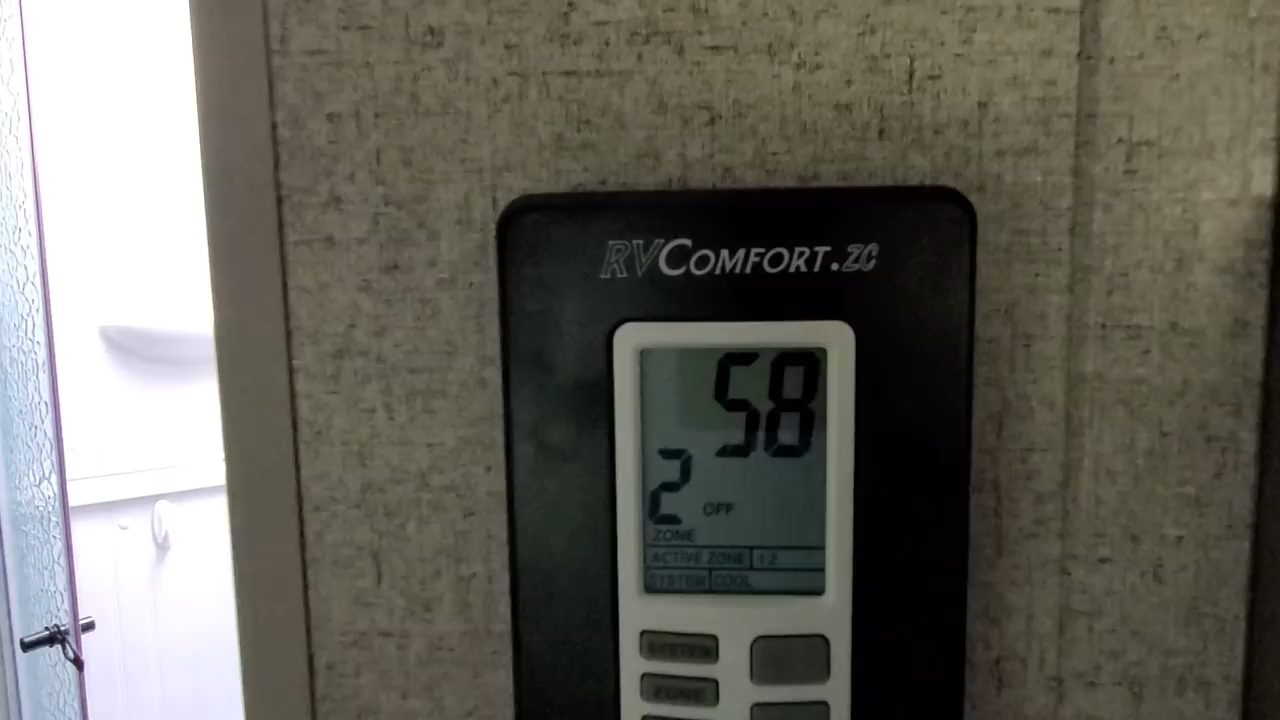 RVCOMFORT.ZC
58
2 OFF
ZONE
ACTIVE ZONE 1 2
SYSTEM COOL
SYSTEM
ZONE